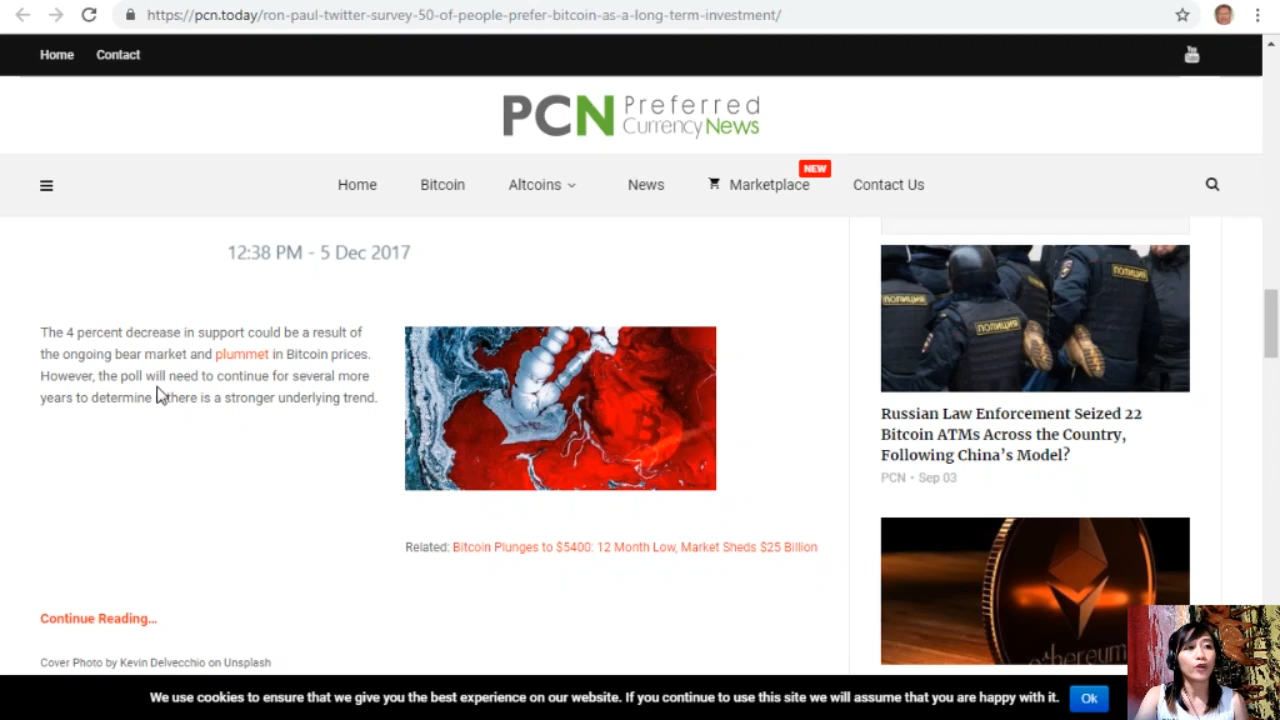 https://pcn.today/ron-paul-twitter-survey-50-of-people-prefer-bitcoin-as-a-long-term-investment/
Home Contact
You
PCN Preferred
Currency News
NEW
Home Bitcoin Altcoins News Marketplace Contact Us
12:38 PM - 5 Dec 2017
The 4 percent decrease in support could be a result of
the ongoing bear market and plummet in Bitcoin prices.
However, the poll will need to continue for several more
years to determine there is a stronger underlying trend.
Related: Bitcoin Plunges to $5400: 12 Month Low, Market Sheds $25 Billion
Continue Reading...
Cover Photo by Kevin Delvecchio on Unsplash
ПОЛИЦИЯ
ПОЛИЦИЯ
ПОЛИЦИЯ
Russian Law Enforcement Seized 22
Bitcoin ATMs Across the Country,
Following China's Model?
PCN • Sep 03
ethereum
We use cookies to ensure that we give you the best experience on our website. If you continue to use this site we will assume that you are happy with it. Ok